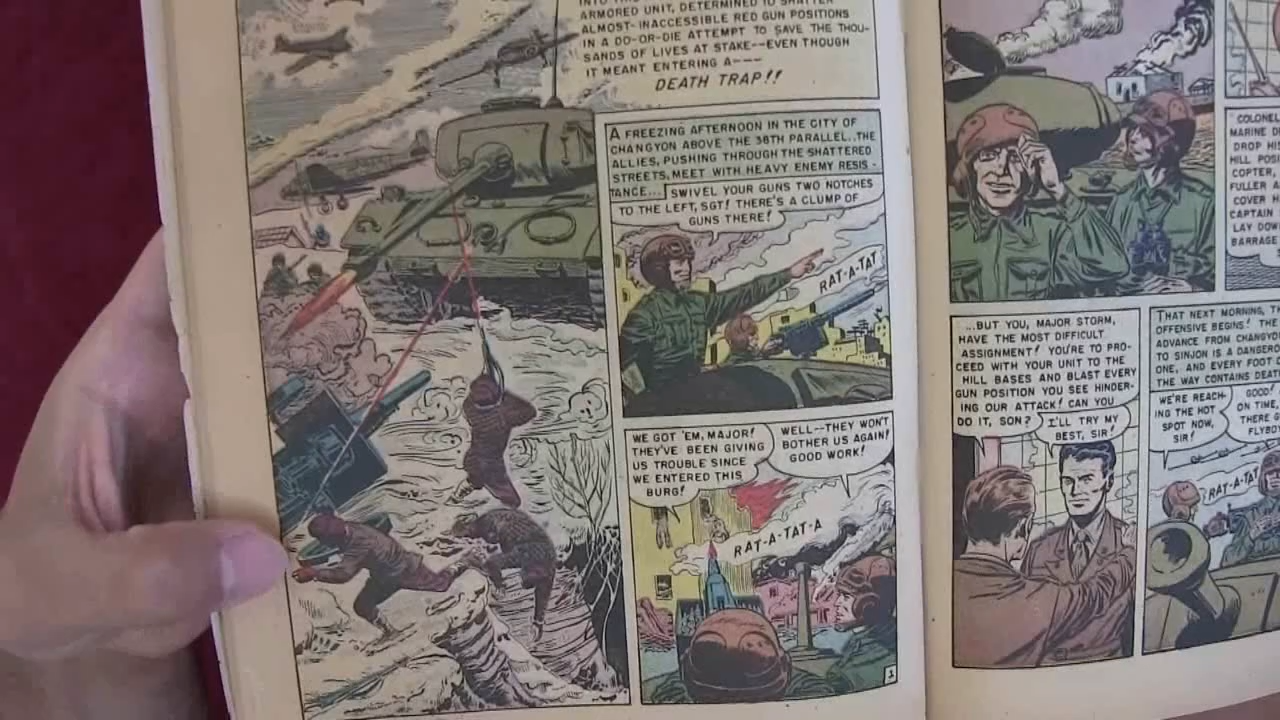 INTO THIS
ARMORED UNIT, DETERMINED TO SHATTER
ALMOST-INACCESSIBLE RED GUN POSITIONS
IN A DO-OR-DIE ATTEMPT TO SAVE THE THOU-
SANDS OF LIVES AT STAKE--EVEN THOUGH
IT MEANT ENTERING A---
DEATH TRAP!!
A FREEZING AFTERNOON IN THE CITY OF
CHANGYON ABOVE THE 38TH PARALLEL..THE
ALLIES, PUSHING THROUGH THE SHATTERED
STREETS, MEET WITH HEAVY ENEMY RESIS-
TANCE...
SWIVEL YOUR GUNS TWO NOTCHES
TO THE LEFT, SGT! THERE'S A CLUMP OF
GUNS THERE!
RAT-A-TAT
WE GOT 'EM, MAJOR!
THEY'VE BEEN GIVING
US TROUBLE SINCE
WE ENTERED THIS
BURG!
WELL--THEY WON'T
BOTHER US AGAIN!
GOOD WORK!
RAT-A-TAT-A
1
COLONEL
MARINE
DROP HIS
HILL
COPTER,
FULLER
COVER
CAPTAIN
LAY DOWN
BARRAGE
...BUT YOU, MAJOR STORM,
HAVE THE MOST DIFFICULT
ASSIGNMENT! YOU'RE TO PRO-
CEED WITH YOUR UNIT TO THE
HILL BASES AND BLAST EVERY
GUN POSITION YOU SEE HINDER-
ING OUR ATTACK! CAN YOU
DO IT, SON?
I'LL TRY MY
BEST, SIR!
THAT NEXT MORNING,
OFFENSIVE BEGINS! THE
ADVANCE FROM CHANGYON
TO SINJON IS A DANGEROUS
ONE, AND EVERY FOOT
THE WAY CONTAINS DEATH
WE'RE REACH-
ING THE HOT
SPOT NOW,
SIR!
GOOD!
ON TIME,
THERE
RAT-A-TAT